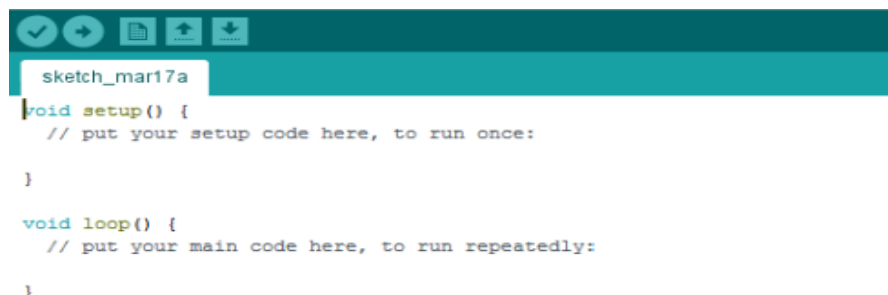 sketch_mar17a
void setup() {
// put your setup code here, to run once:
}
void loop() {
// put your main code here, to run repeatedly:
}